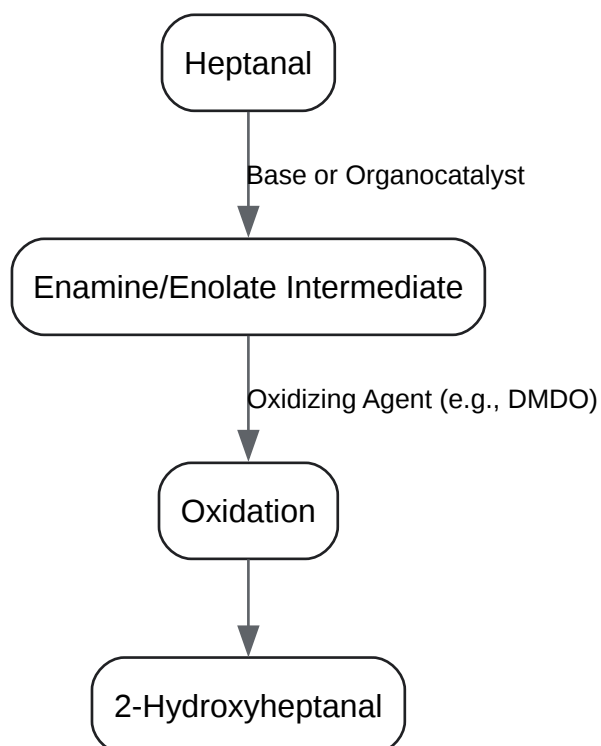 Heptanal
Base or Organocatalyst
Enamine/Enolate Intermediate
Oxidizing Agent (e.g., DMDO)
Oxidation
2-Hydroxyheptanal